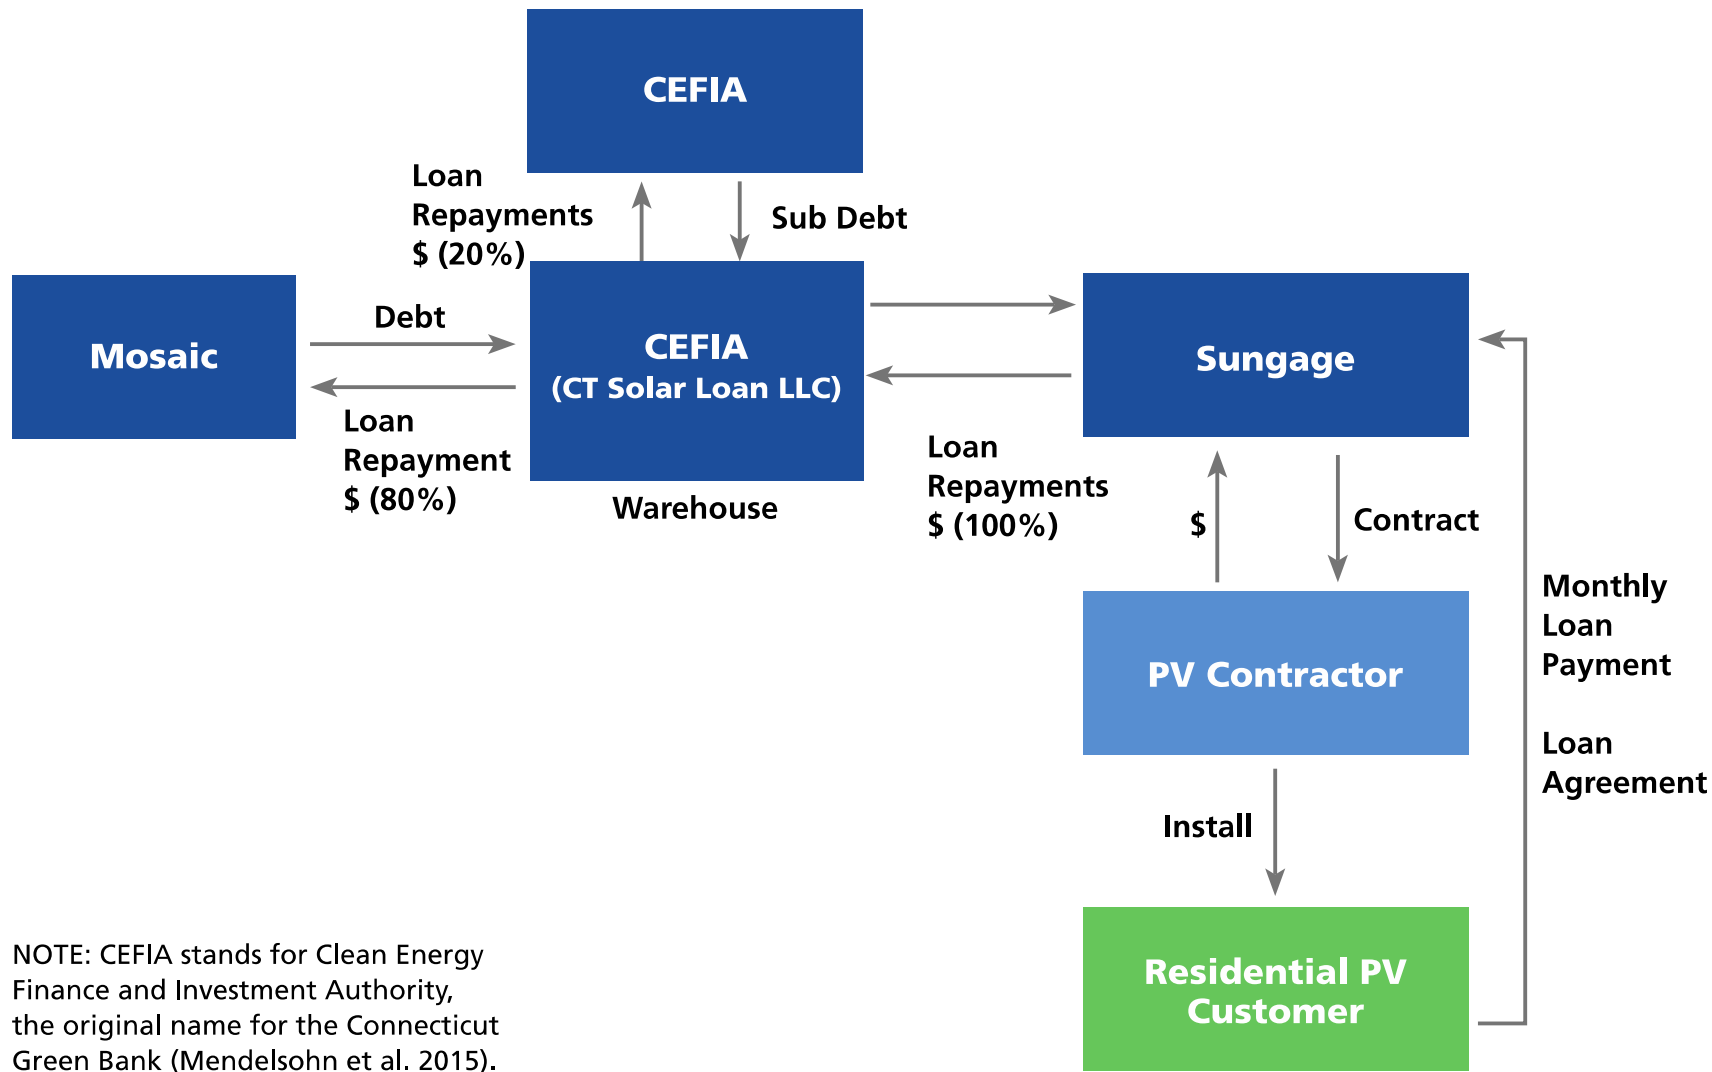 CEFIA
Loan
Repayments
$ (20%)
Sub Debt
Mosaic
Debt
Loan
Repayment
$ (80%)
CEFIA
(CT Solar Loan LLC)
Warehouse
Sungage
Loan
Repayments
$ (100%)
$
Contract
PV Contractor
Monthly
Loan
Payment
Loan
Agreement
Install
Residential PV
Customer
NOTE: CEFIA stands for Clean Energy
Finance and Investment Authority,
the original name for the Connecticut
Green Bank (Mendelsohn et al. 2015).